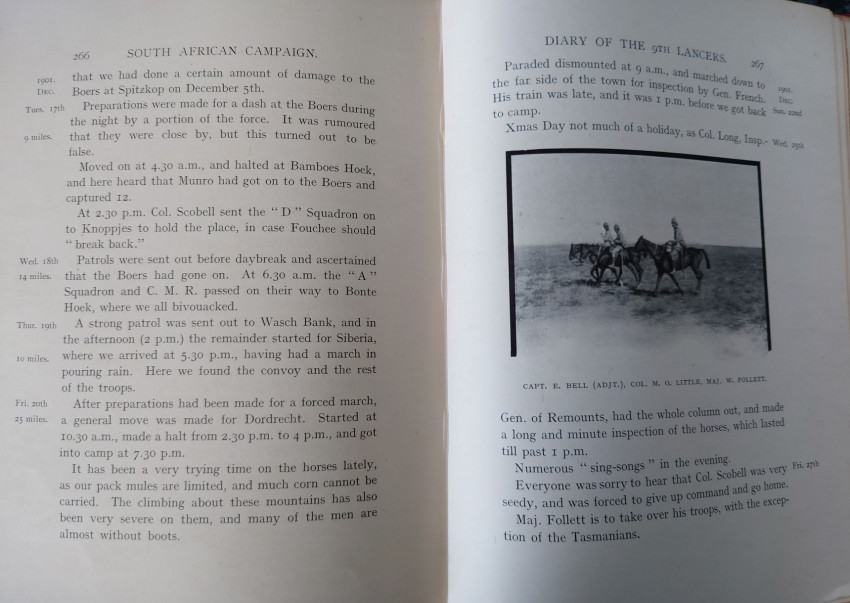 266 SOUTH AFRICAN CAMPAIGN.
1901. that we had done a certain amount of damage to the
Dec. Boers at Spitzkop on December 5th.
Tues. 17th Preparations were made for a dash at the Boers during
the night by a portion of the force. It was rumoured
9 miles. that they were close by, but this turned out to be
false.
Moved on at 4.30 a.m., and halted at Bamboes Hoek,
and here heard that Munro had got on to the Boers and
captured 12.
At 2.30 p.m. Col. Scobell sent the “D” Squadron on
to Knoppjes to hold the place, in case Fouchee should
“break back.”
Wed. 18th Patrols were sent out before daybreak and ascertained
14 miles. that the Boers had gone on. At 6.30 a.m. the “A”
Squadron and C. M. R. passed on their way to Bonte
Hoek, where we all bivouacked.
Thur. 19th A strong patrol was sent out to Wasch Bank, and in
the afternoon (2 p.m.) the remainder started for Siberia,
10 miles. where we arrived at 5.30 p.m., having had a march in
pouring rain. Here we found the convoy and the rest
of the troops.
Fri. 20th After preparations had been made for a forced march,
25 miles. a general move was made for Dordrecht. Started at
10.30 a.m., made a halt from 2.30 p.m. to 4 p.m., and got
into camp at 7.30 p.m.
It has been a very trying time on the horses lately,
as our pack mules are limited, and much corn cannot be
carried. The climbing about these mountains has also
been very severe on them, and many of the men are
almost without boots.
DIARY OF THE 9TH LANCERS. 267
Paraded dismounted at 9 a.m., and marched down to 1901.
the far side of the town for inspection by Gen. French. Dec.
His train was late, and it was 1 p.m. before we got back Sun. 22nd
to camp.
Xmas Day not much of a holiday, as Col. Long, Insp.- Wed. 25th
CAPT. E. BELL (ADJT.), COL. M. O. LITTLE, MAJ. W. FOLLETT.
Gen. of Remounts, had the whole column out, and made
a long and minute inspection of the horses, which lasted
till past 1 p.m.
Numerous “sing-songs” in the evening.
Everyone was sorry to hear that Col. Scobell was very Fri. 27th
seedy, and was forced to give up command and go home.
Maj. Follett is to take over his troops, with the excep-
tion of the Tasmanians.